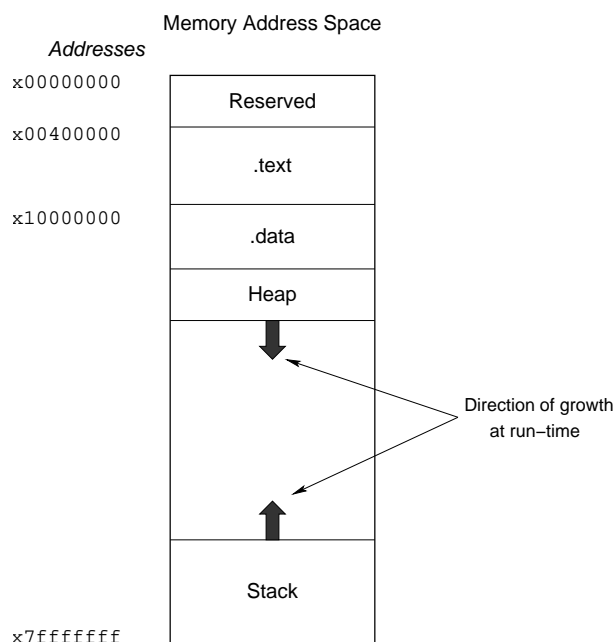 Memory Address Space
Addresses
x00000000
Reserved
x00400000
.text
x10000000
.data
Heap
Direction of growth
at run−time
Stack
x7fffffff